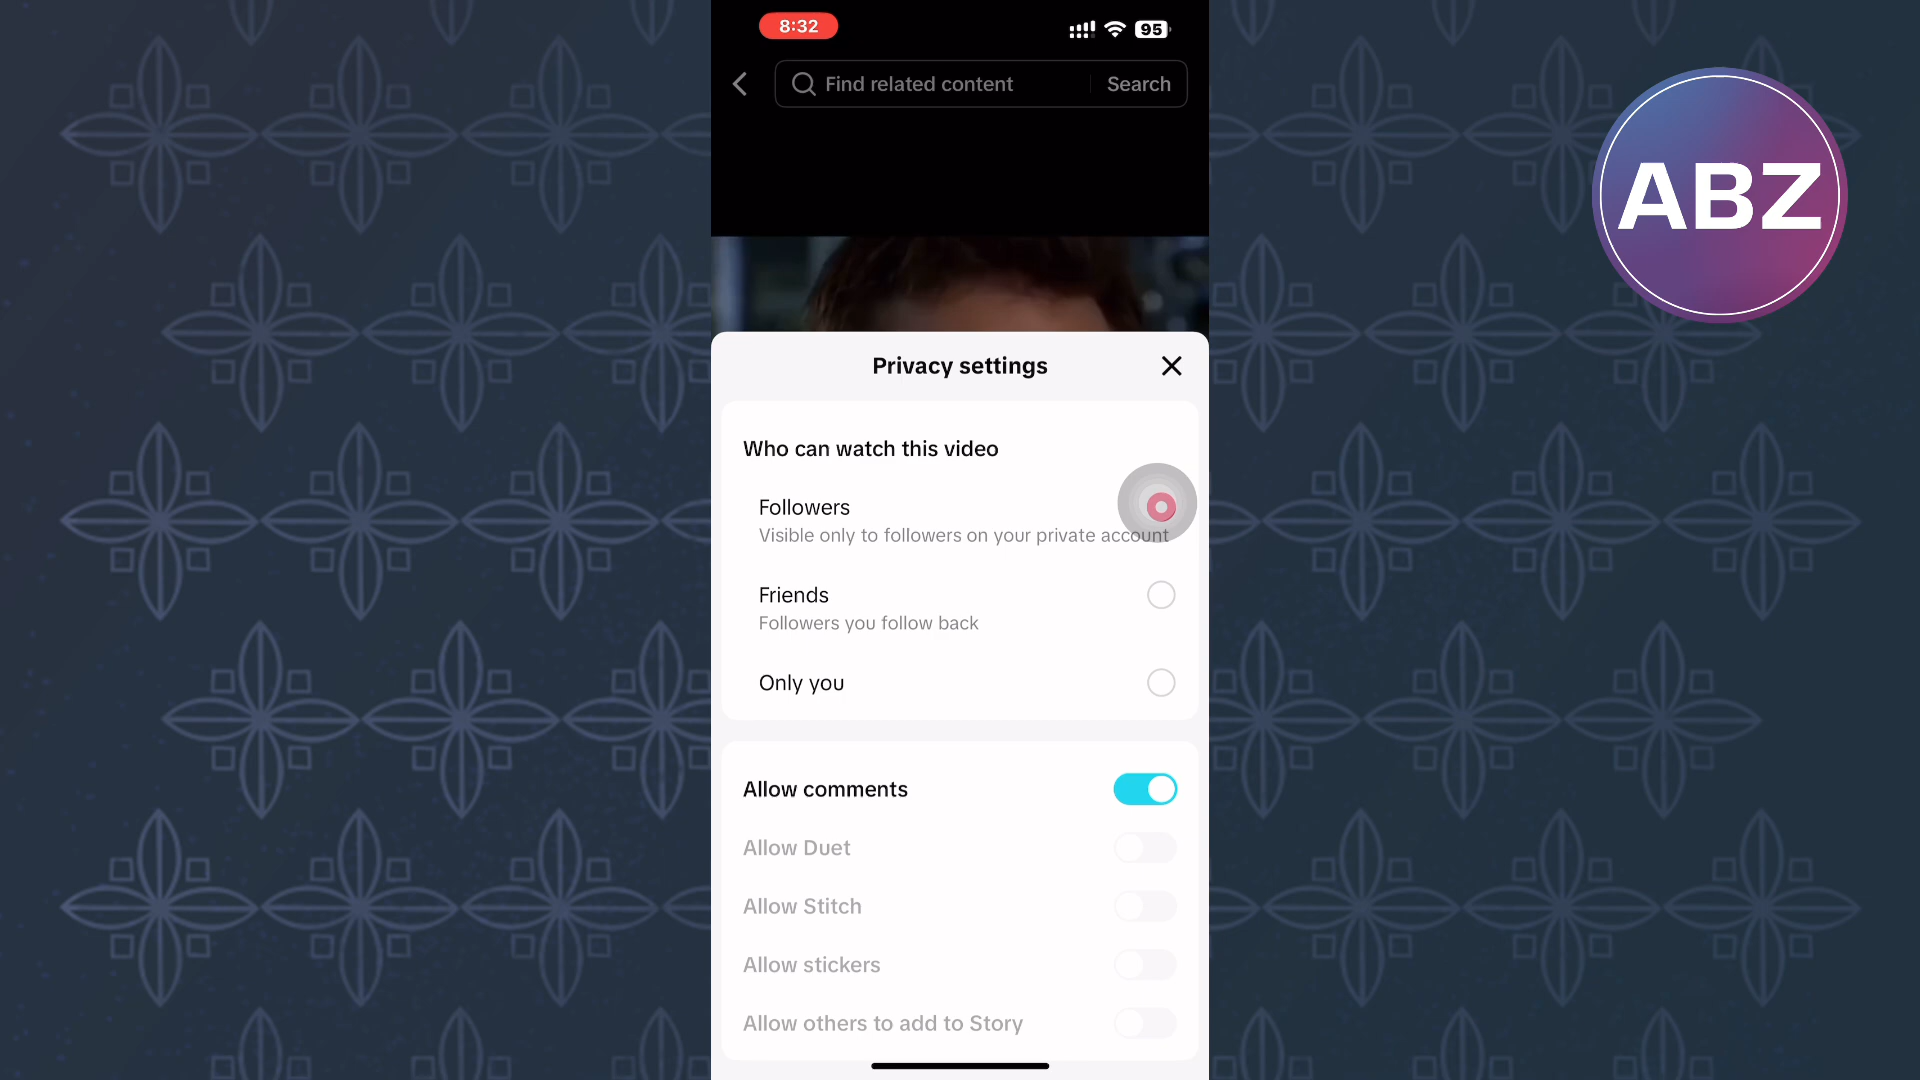 8:32
95
Find related content
Search
ABZ
Privacy settings
Who can watch this video
Followers
Visible only to followers on your private account
Friends
Followers you follow back
Only you
Allow comments
Allow Duet
Allow Stitch
Allow stickers
Allow others to add to Story